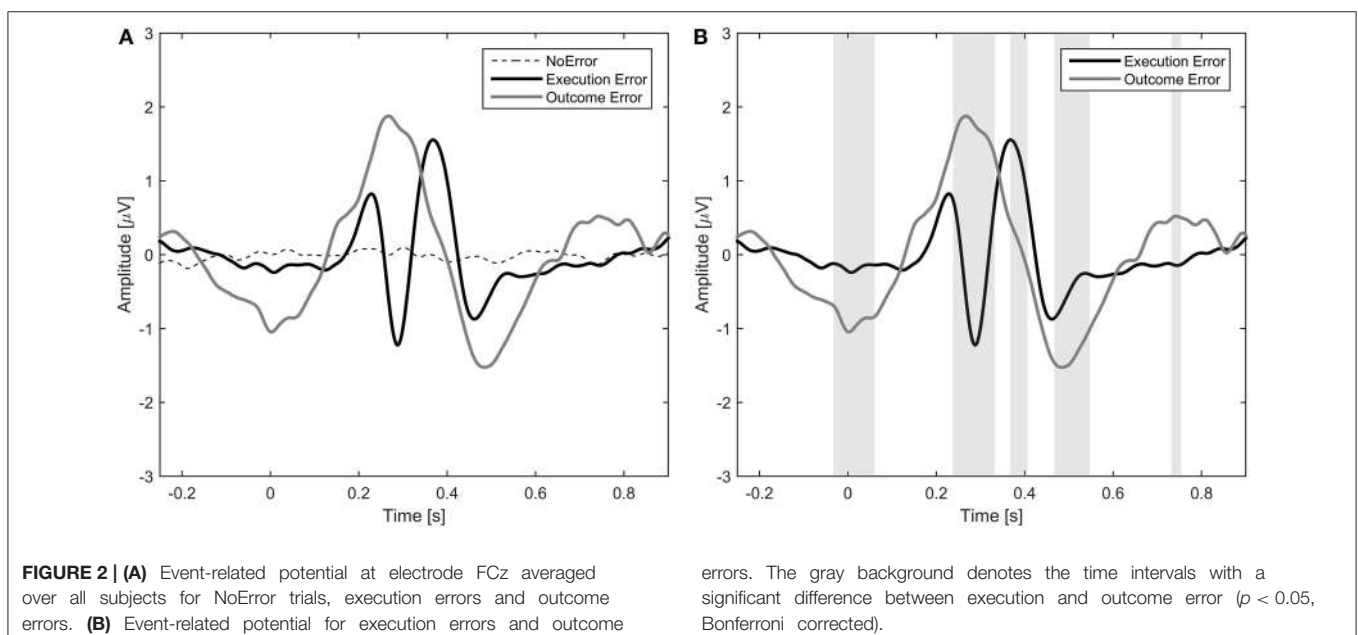 A
3
2
1
0
-1
-2
-3
Amplitude [µV]
NoError
Execution Error
Outcome Error
-0.2 0 0.2 0.4 0.6 0.8
Time [s]
B
3
2
1
0
-1
-2
-3
Amplitude [µV]
Execution Error
Outcome Error
-0.2 0 0.2 0.4 0.6 0.8
Time [s]
FIGURE 2 | (A) Event-related potential at electrode FCz averaged
over all subjects for NoError trials, execution errors and outcome
errors. (B) Event-related potential for execution errors and outcome
errors. The gray background denotes the time intervals with a
significant difference between execution and outcome error (p < 0.05,
Bonferroni corrected).